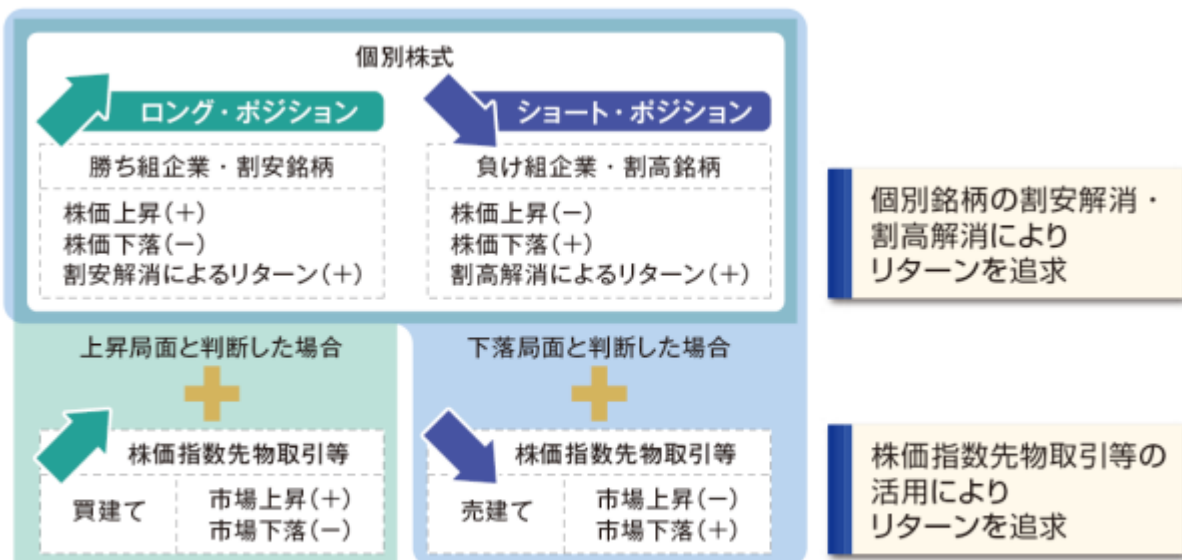 個別株式
ロング・ポジション
勝ち組企業・割安銘柄
株価上昇(+)
株価下落(−)
割安解消によるリターン(+)
ショート・ポジション
負け組企業・割高銘柄
株価上昇(−)
株価下落(+)
割高解消によるリターン(+)
個別銘柄の割安解消・
割高解消により
リターンを追求
上昇局面と判断した場合
株価指数先物取引等
買建て
市場上昇(+)
市場下落(−)
下落局面と判断した場合
株価指数先物取引等
売建て
市場上昇(−)
市場下落(+)
株価指数先物取引等の
活用により
リターンを追求